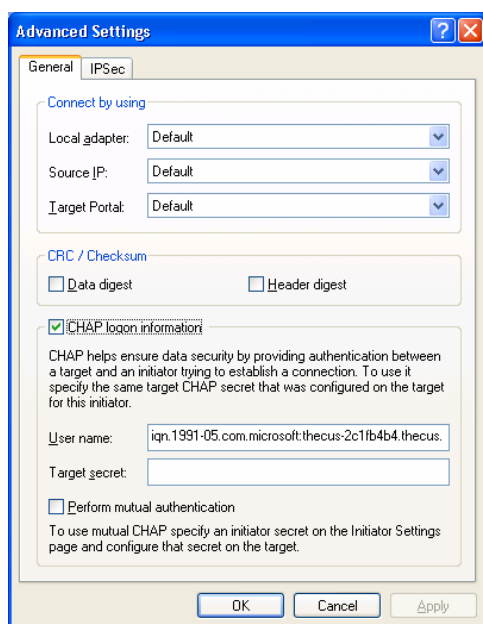 Advanced Settings
General IPSec
Connect by using
Local adapter: Default
Source IP: Default
Target Portal: Default
CRC / Checksum
Data digest Header digest
CHAP logon information
CHAP helps ensure data security by providing authentication between
a target and an initiator trying to establish a connection. To use it
specify the same target CHAP secret that was configured on the target
for this initiator.
User name: iqn.1991-05.com.microsoft:thecus-2c1fb4b4.thecus.
Target secret:
Perform mutual authentication
To use mutual CHAP specify an initiator secret on the Initiator Settings
page and configure that secret on the target.
OK Cancel Apply